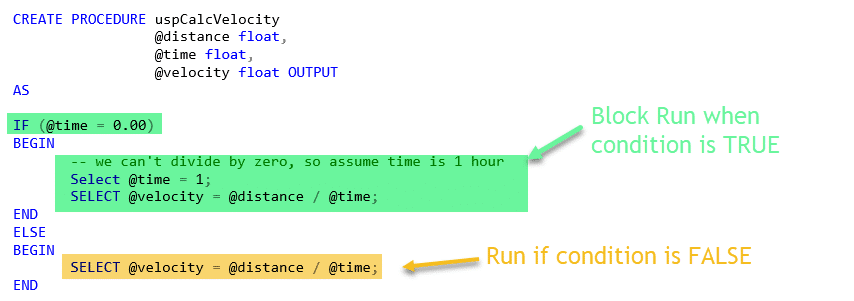 CREATE PROCEDURE uspCalcVelocity
@distance float,
@time float,
@velocity float OUTPUT
AS
IF (@time = 0.00)
BEGIN
-- we can't divide by zero, so assume time is 1 hour
Select @time = 1;
SELECT @velocity = @distance / @time;
END
ELSE
BEGIN
SELECT @velocity = @distance / @time;
END
Block Run when
condition is TRUE
Run if condition is FALSE